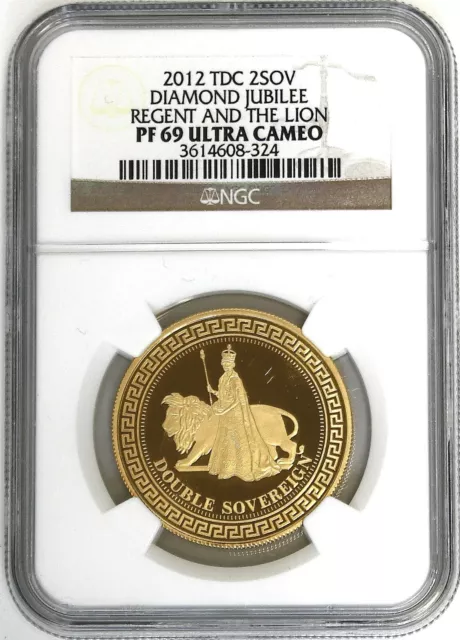 2012 TDC 2SOV
DIAMOND JUBILEE
REGENT AND THE LION
PF 69 ULTRA CAMEO
3614608-324
NGC
DOUBLE SOVEREIGN